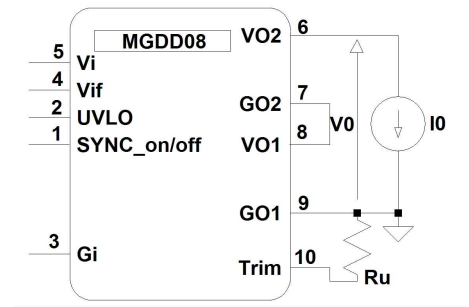 MGDD08
VO2 6
5 Vi
4 Vif
2 UVLO
1 SYNC_on/off
GO2 7
VO1 8
V0
I0
GO1 9
3 Gi
Trim 10
Ru